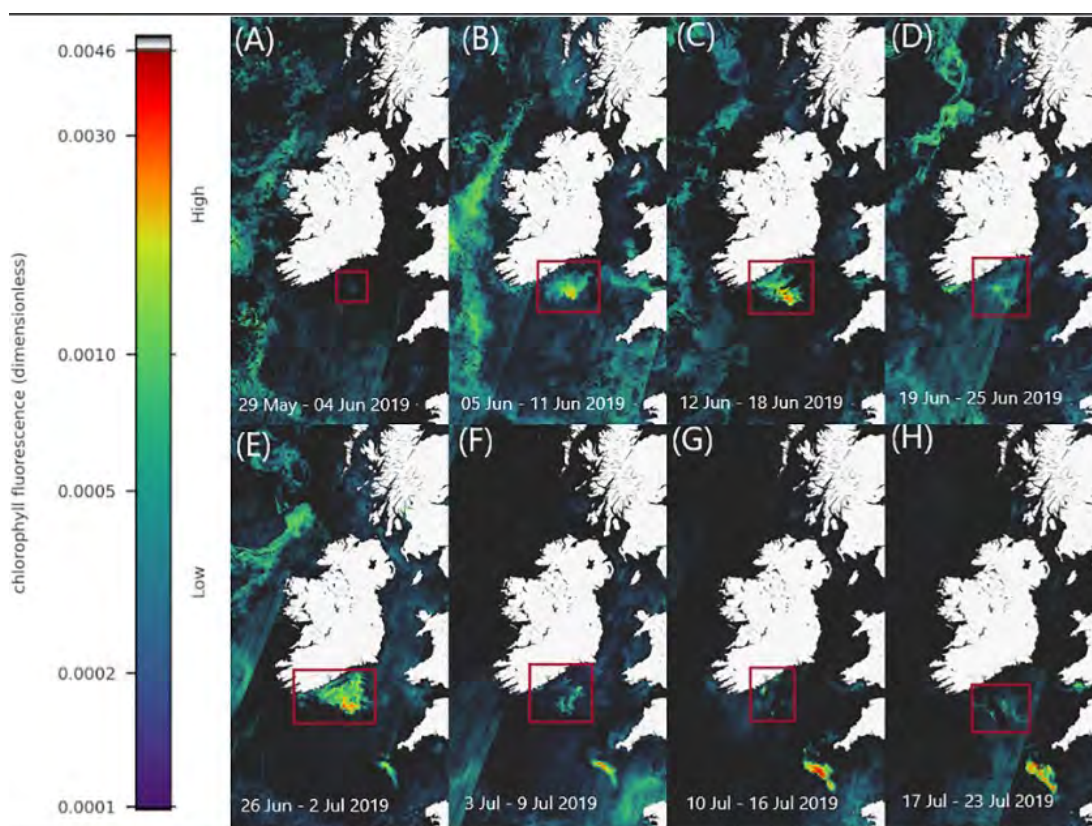 chlorophyll fluorescence (dimensionless)
0.0046
0.0030
0.0010
0.0005
0.0002
0.0001
High
Low
(A)
29 May - 04 Jun 2019
(B)
05 Jun - 11 Jun 2019
(C)
12 Jun - 18 Jun 2019
(D)
19 Jun - 25 Jun 2019
(E)
26 Jun - 2 Jul 2019
(F)
3 Jul - 9 Jul 2019
(G)
10 Jul - 16 Jul 2019
(H)
17 Jul - 23 Jul 2019